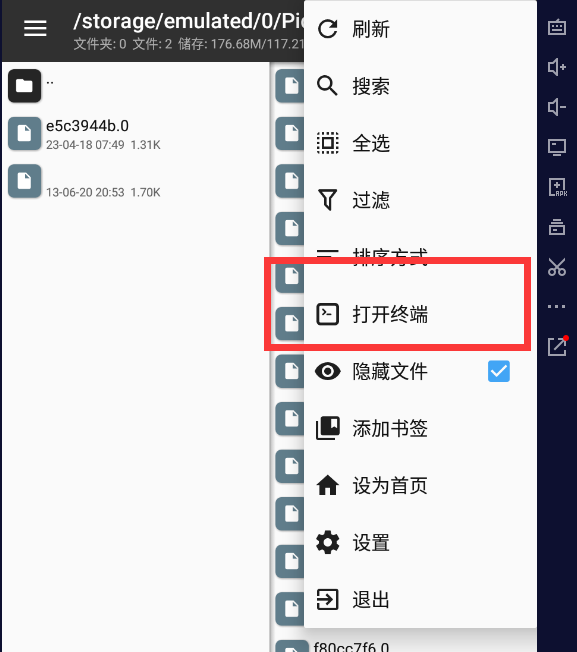 /storage/emulated/0/Pic
文件夹: 0 文件: 2 储存: 176.68M/117.21
..
e5c3944b.0
23-04-18 07:49 1.31K
13-06-20 20:53 1.70K
刷新
搜索
全选
过滤
排序方式
打开终端
隐藏文件
添加书签
设为首页
设置
退出
f80cc7f6.0
APK